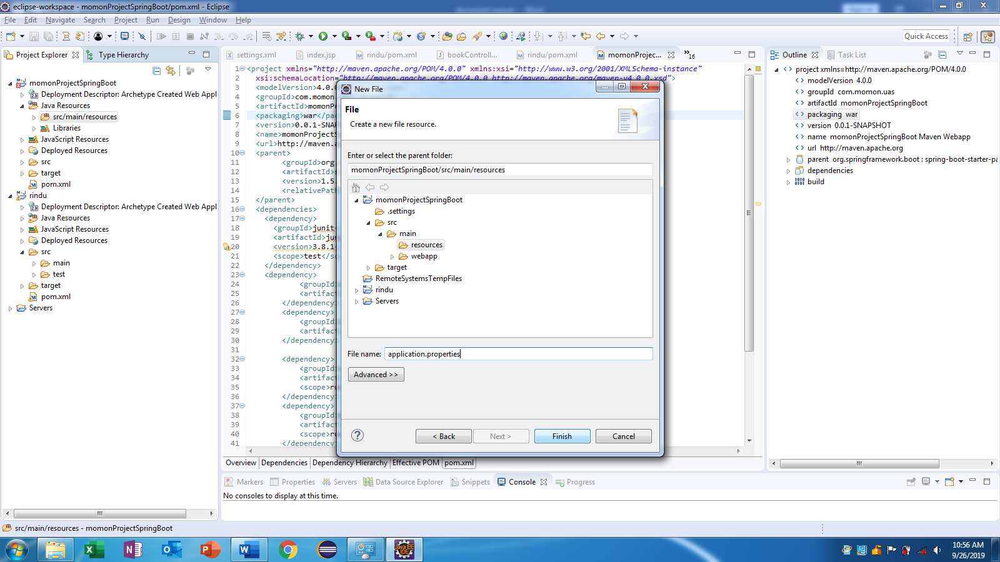 eclipse-workspace - momonProjectSpringBoot/pom.xml - Eclipse
File Edit Navigate Search Project Run Design Window Help
Quick Access
Project Explorer
Type Hierarchy
momonProjectSpringBoot
Deployment Descriptor: Archetype Created Web Appl
Java Resources
src/main/resources
Libraries
JavaScript Resources
Deployed Resources
src
target
pom.xml
rindu
Deployment Descriptor: Archetype Created Web Appl
Java Resources
JavaScript Resources
Deployed Resources
src
main
test
target
pom.xml
Servers
settings.xml
index.jsp
rindu/pom.xml
bookControll...
rindu/pom.xml
momonProjec...
16
1 <project xmlns="http://maven.apache.org/POM/4.0.0" xmlns:xsi="http://www.w3.org/2001/XMLSchema-instance"
2 xsi:schemaLocation="http://maven.apache.org/POM/4.0.0 http://maven.apache.org/maven-v4_0_0.xsd">
3 <modelVersion>4.0.
4 <groupId>com.momon
5 <artifactId>momonP
6 <packaging>war</pa
7 <version>0.0.1-SNA
8 <name>momonProjectS
9 <url>http://maven.a
10 <parent>
11 <groupId>org
12 <artifactId>s
13 <version>1.5
14 <relativePat
15 </parent>
16 <dependencies>
17 <dependency>
18 <groupId>junit
19 <artifactId>ju
20 <version>3.8.1
21 <scope>test</s
22 </dependency>
23 <dependency>
24 <groupId
25 <artifac
26 </dependency
27 <dependency>
28 <groupId
29 <artifac
30 </dependency
31
32 <dependency>
33 <groupId
34 <artifac
35 <scope>r
36 </dependency
37 <dependency>
38 <groupId
39 <artifac
40 <scope>r
41 </dependency
Overview Dependencies Dependency Hierarchy Effective POM pom.xml
New File
File
Create a new file resource.
Enter or select the parent folder:
momonProjectSpringBoot/src/main/resources
momonProjectSpringBoot
.settings
src
main
resources
webapp
target
RemoteSystemsTempFiles
rindu
Servers
File name: application.properties
Advanced >>
?
< Back
Next >
Finish
Cancel
Outline
Task List
project xmlns=http://maven.apache.org/POM/4.0.0
modelVersion 4.0.0
groupId com.momon.uas
artifactId momonProjectSpringBoot
packaging war
version 0.0.1-SNAPSHOT
name momonProjectSpringBoot Maven Webapp
url http://maven.apache.org
parent org.springframework.boot : spring-boot-starter-pa
dependencies
build
Markers Properties Servers Data Source Explorer Snippets Console Progress
No consoles to display at this time.
src/main/resources - momonProjectSpringBoot
Java EE
IDE
10:56 AM
9/26/2019